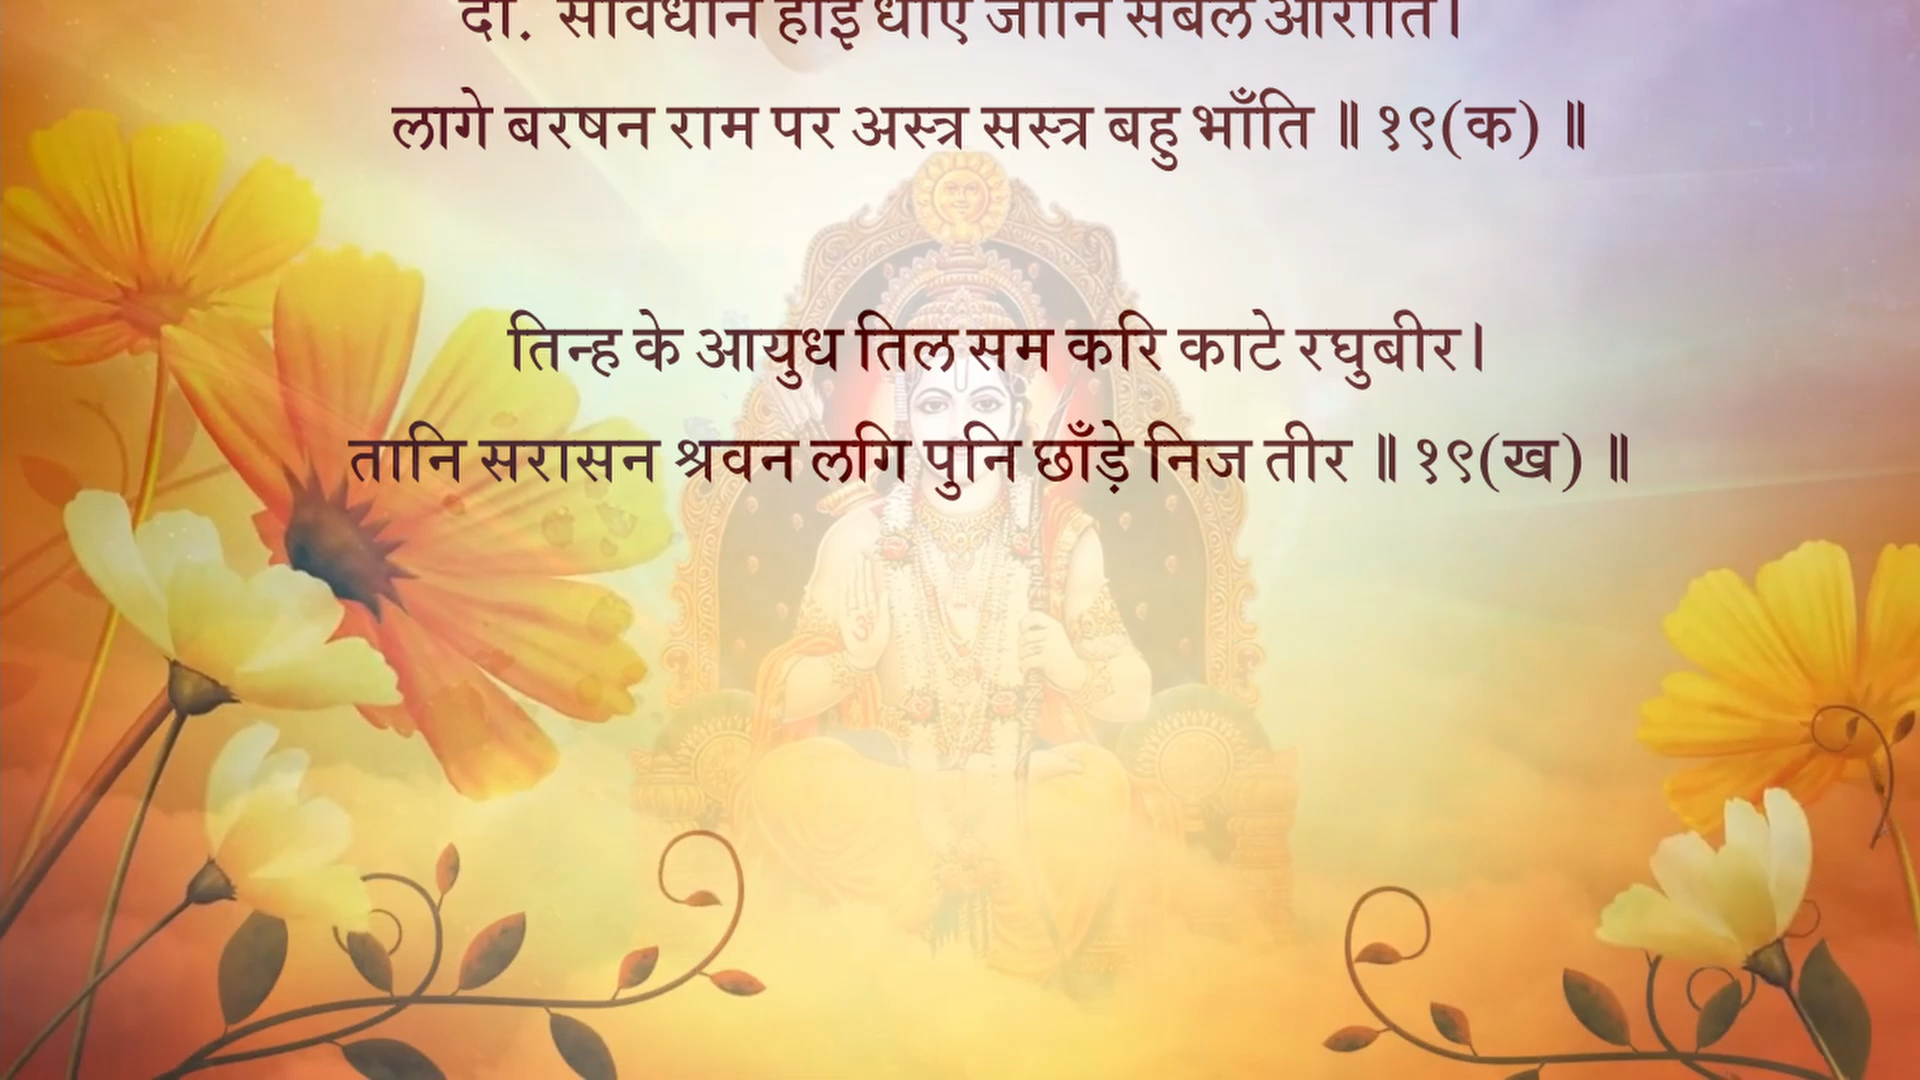 दो. सावधान होइ धाए जानि सबल आराति।
लागे बरषन राम पर अस्त्र सस्त्र बहु भाँति ॥ १९(क) ॥
तिन्ह के आयुध तिल सम करि काटे रघुबीर।
तानि सरासन श्रवन लगि पुनि छाँड़े निज तीर ॥ १९(ख) ॥